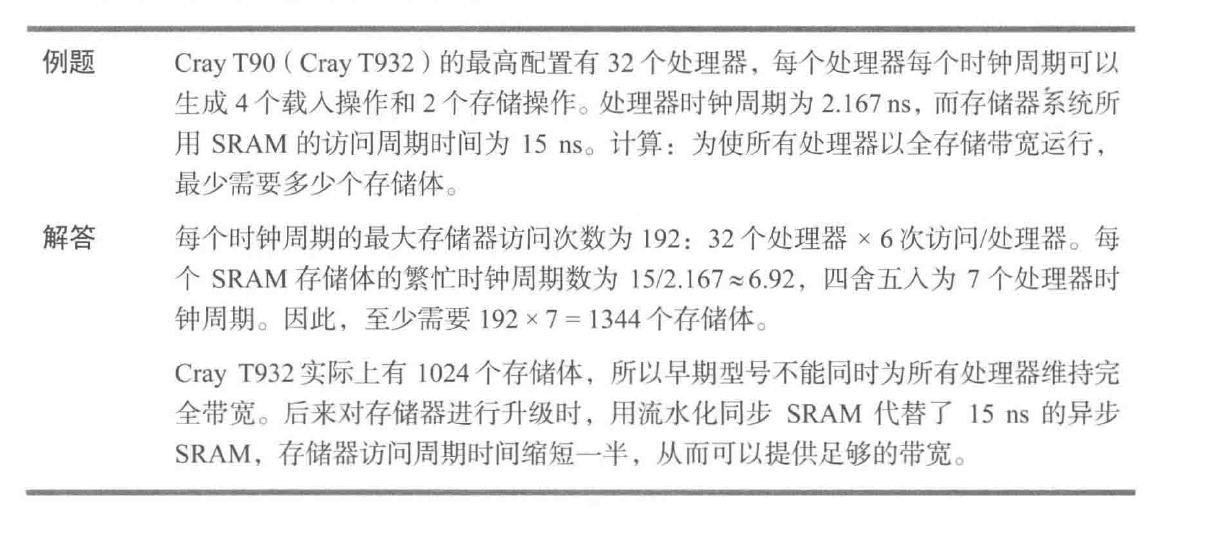 例题 Cray T90（Cray T932）的最高配置有 32 个处理器，每个处理器每个时钟周期可以
生成 4 个载入操作和 2 个存储操作。处理器时钟周期为 2.167 ns，而存储器系统所
用 SRAM 的访问周期时间为 15 ns。计算：为使所有处理器以全存储带宽运行，
最少需要多少个存储体。
解答 每个时钟周期的最大存储器访问次数为 192：32 个处理器 × 6 次访问/处理器。每
个 SRAM 存储体的繁忙时钟周期数为 15/2.167≈6.92，四舍五入为 7 个处理器时
钟周期。因此，至少需要 192 × 7 = 1344 个存储体。
Cray T932 实际上有 1024 个存储体，所以早期型号不能同时为所有处理器维持完
全带宽。后来对存储器进行升级时，用流水化同步 SRAM 代替了 15 ns 的异步
SRAM，存储器访问周期时间缩短一半，从而可以提供足够的带宽。